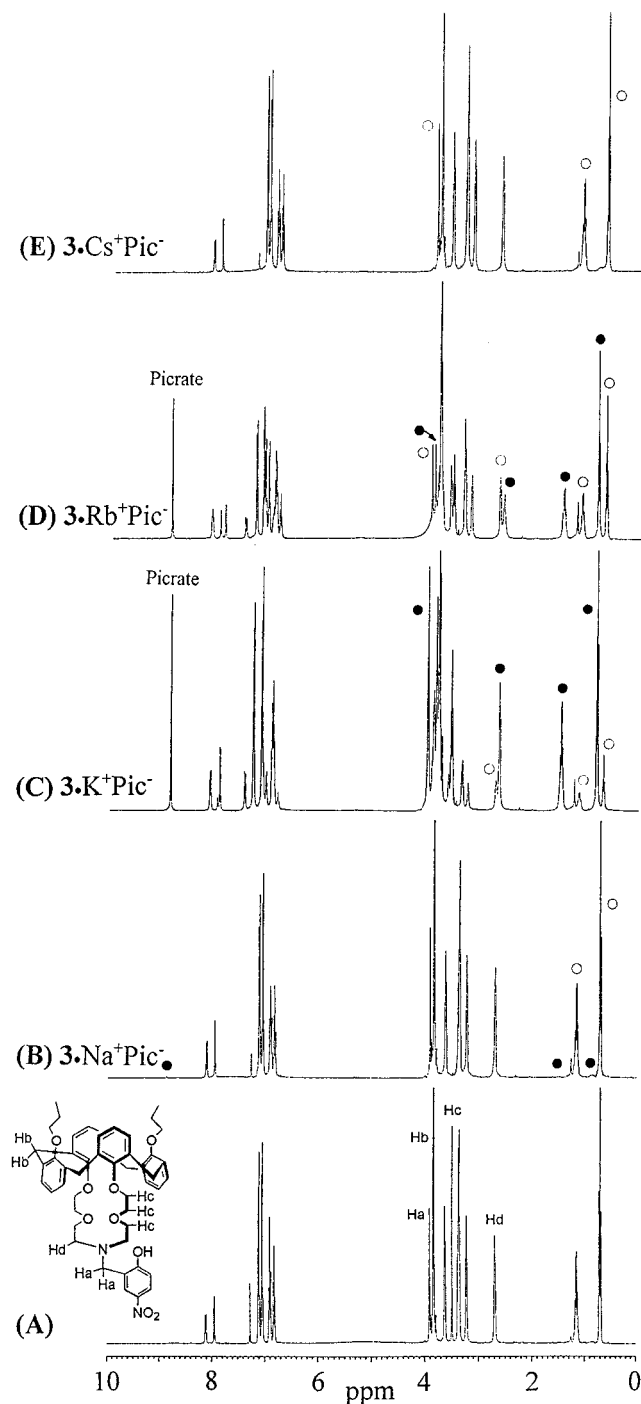 (E) 3•Cs⁺Pic⁻
Picrate
(D) 3•Rb⁺Pic⁻
Picrate
(C) 3•K⁺Pic⁻
(B) 3•Na⁺Pic⁻
Hb
Hb
O
O
O
O
O
O
Hc
Hc
Hc
Hd
N
OH
Ha
Ha
NO₂
Ha
Hb
Hc
Hd
(A)
10
8
6
4
2
0
ppm